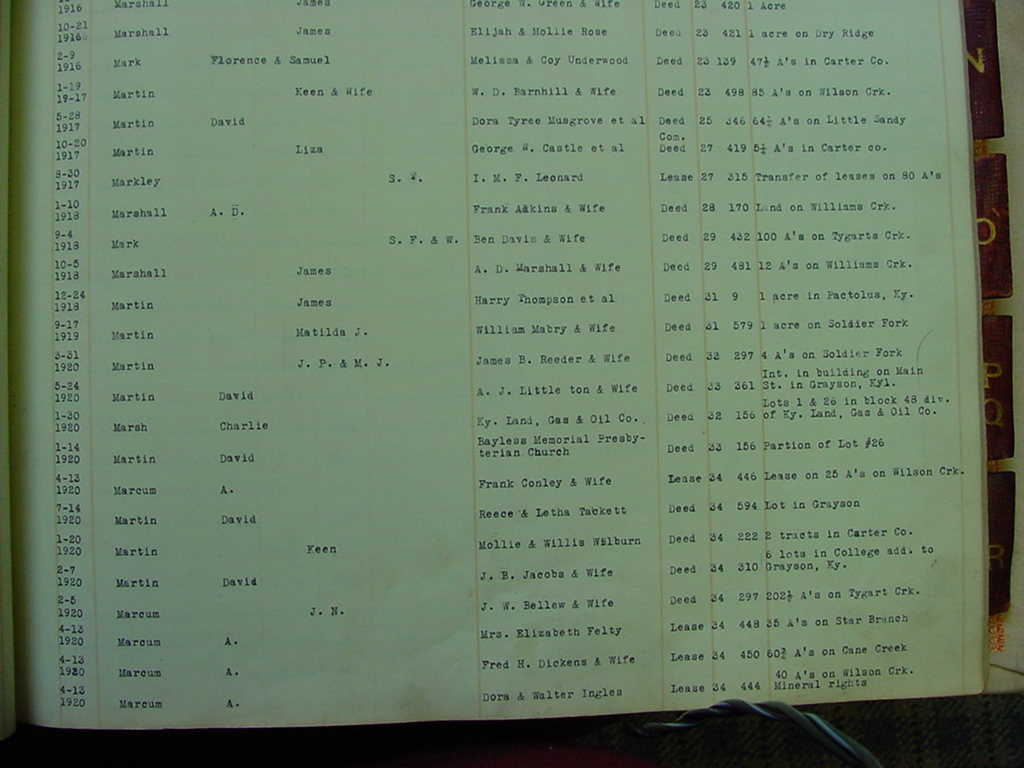 1916 Marshall James George W. Green & Wife Deed 23 420 1 Acre
10-21
1916 Marshall James Elijah & Mollie Rose Deed 23 421 1 acre on Dry Ridge
2-9
1916 Mark Florence & Samuel Melissa & Coy Underwood Deed 23 139 47½ A's in Carter Co.
1-19
19-17 Martin Keen & Wife W. D. Barnhill & Wife Deed 23 498 85 A's on Wilson Crk.
5-28
1917 Martin David Dora Tyree Musgrove et al Deed 25 346 64½ A's on Little Sandy
10-20 Com.
1917 Martin Liza George W. Castle et al Deed 27 419 5¼ A's in Carter co.
8-30
1917 Markley S. T. I. M. F. Leonard Lease 27 315 Transfer of leases on 80 A's
1-10
1918 Marshall A. D. Frank Adkins & Wife Deed 28 170 Land on Williams Crk.
9-4
1918 Mark S. F. & W. Ben Davis & Wife Deed 29 432 100 A's on Tygarts Crk.
10-5
1918 Marshall James A. D. Marshall & Wife Deed 29 481 12 A's on Williams Crk.
12-24
1918 Martin James Harry Thompson et al Deed 31 9 1 acre in Pactolus, Ky.
9-17
1919 Martin Matilda J. William Mabry & Wife Deed 31 579 1 acre on Soldier Fork
3-31
1920 Martin J. P. & M. J. James B. Reeder & Wife Deed 33 297 4 A's on Soldier Fork
5-24 Int. in building on Main
1920 Martin David A. J. Little ton & Wife Deed 33 361 St. in Grayson, Kyl.
1-30 Lots 1 & 26 in block 48 div.
1920 Marsh Charlie Ky. Land, Gas & Oil Co. Deed 32 156 of Ky. Land, Gas & Oil Co.
1-14 Bayless Memorial Presby-
1920 Martin David terian Church Deed 33 156 Partion of Lot #26
4-13
1920 Marcum A. Frank Conley & Wife Lease 34 446 Lease on 25 A's on Wilson Crk.
7-14
1920 Martin David Reece & Letha Tackett Deed 34 594 Lot in Grayson
1-20
1920 Martin Keen Mollie & Willis Wilburn Deed 34 222 2 tracts in Carter Co.
2-7 6 lots in College add. to
1920 Martin David J. B. Jacobs & Wife Deed 34 310 Grayson, Ky.
2-5
1920 Marcum J. N. J. W. Bellew & Wife Deed 34 297 202½ A's on Tygart Crk.
4-13
1920 Marcum A. Mrs. Elizabeth Felty Lease 34 448 35 A's on Star Branch
4-13
1920 Marcum A. Fred H. Dickens & Wife Lease 34 450 60¾ A's on Cane Creek
4-13 40 A's on Wilson Crk.
1920 Marcum A. Dora & Walter Ingles Lease 34 444 Mineral rights
N
O
P
Q
R